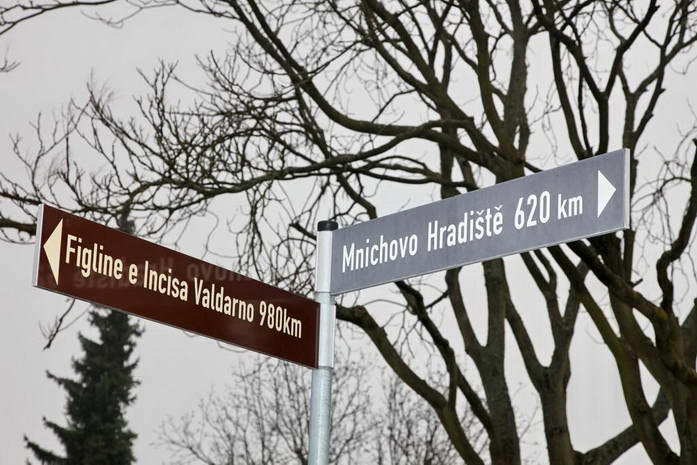 Figline e Incisa Valdarno 980km
Mnichovo Hradiště 620 km